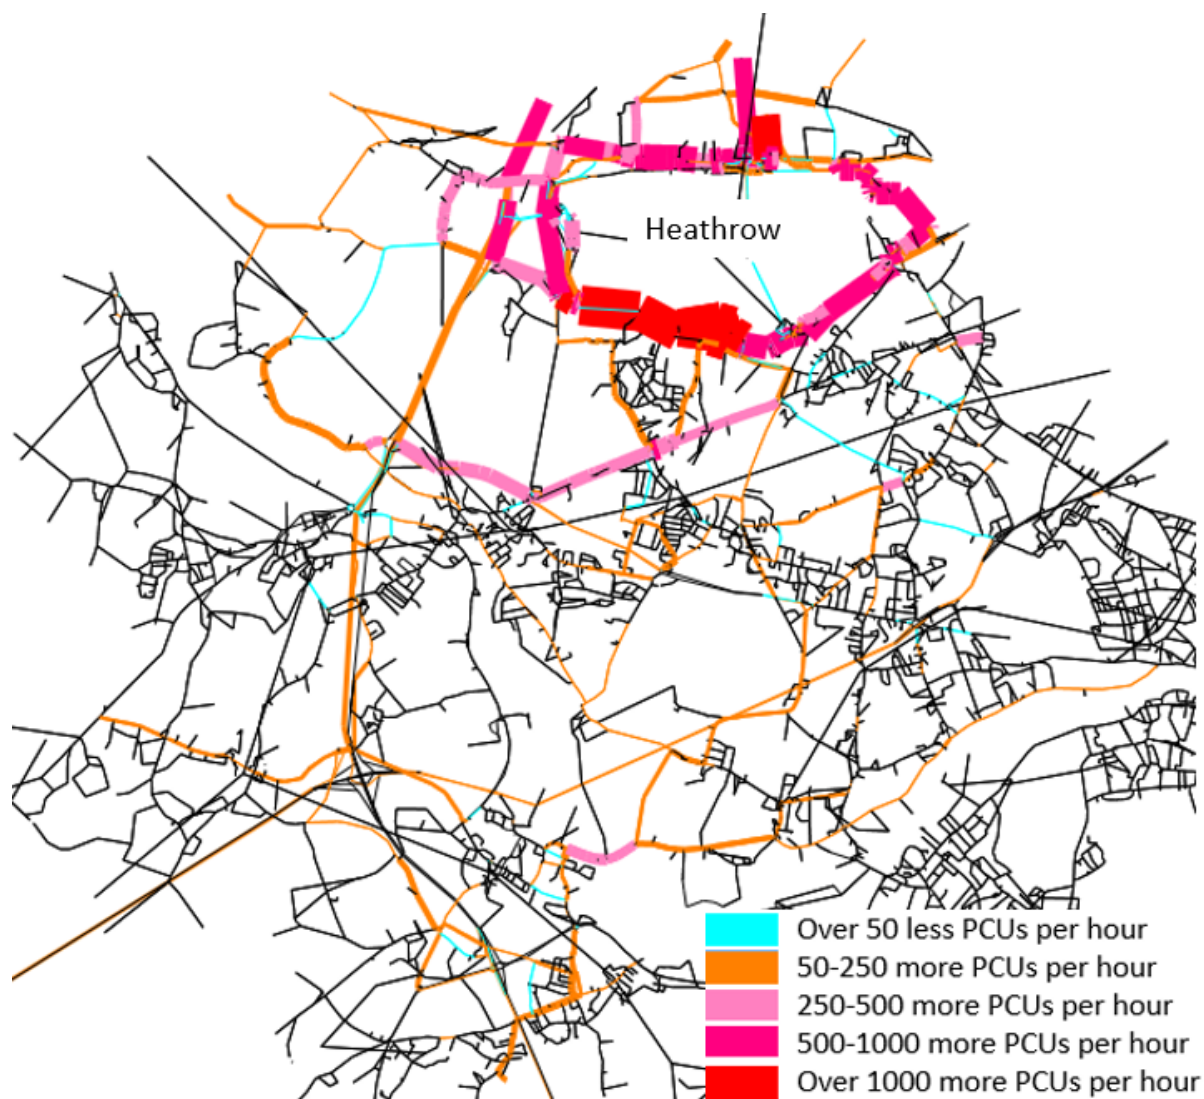 Heathrow
Over 50 less PCUs per hour
50-250 more PCUs per hour
250-500 more PCUs per hour
500-1000 more PCUs per hour
Over 1000 more PCUs per hour